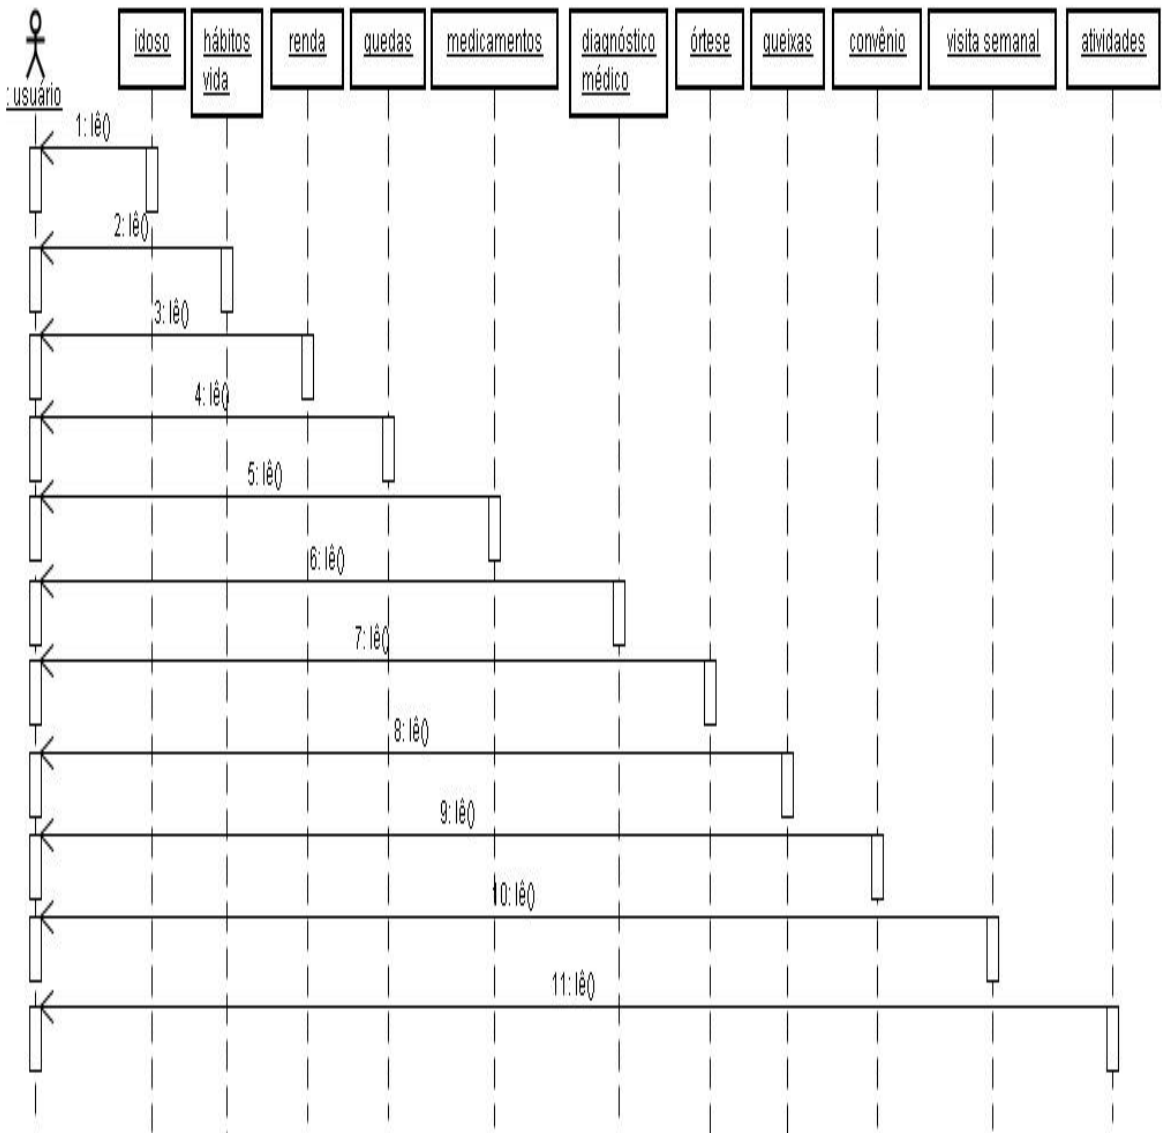 idoso
hábitos
vida
renda
quedas
medicamentos
diagnóstico
médico
órtese
queixas
convênio
visita semanal
atividades
: usuário
1: lê()
2: lê()
3: lê()
4: lê()
5: lê()
6: lê()
7: lê()
8: lê()
9: lê()
10: lê()
11: lê()